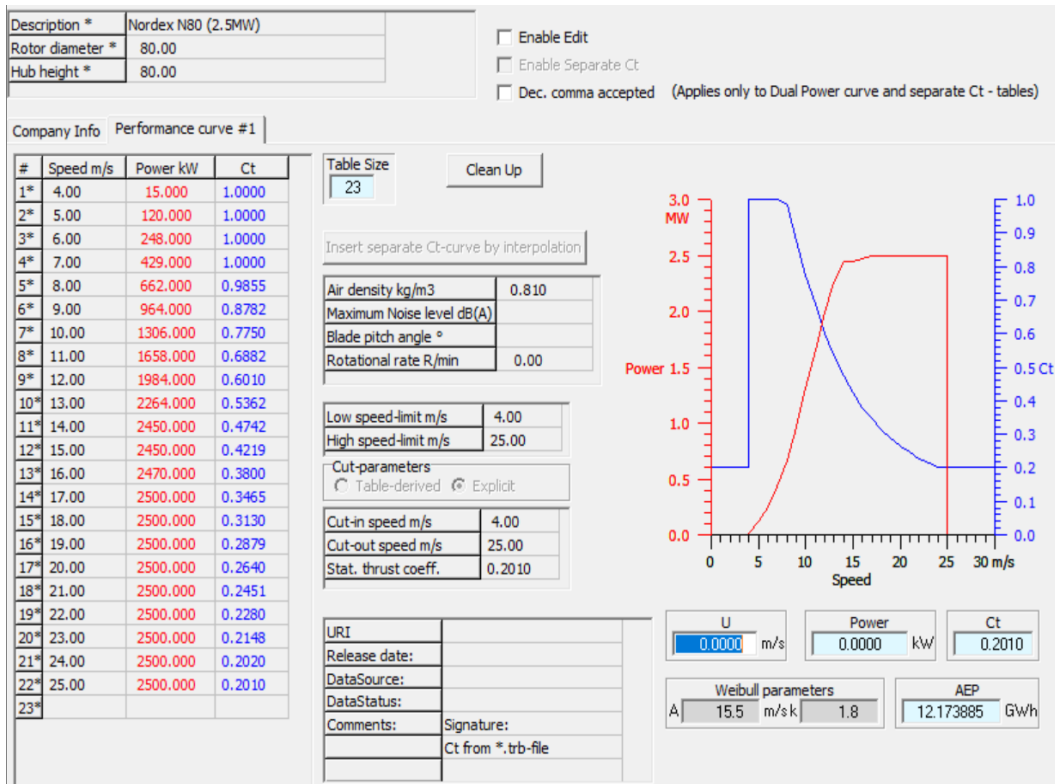 Description * Nordex N80 (2.5MW)
Rotor diameter * 80.00
Hub height * 80.00
Enable Edit
Enable Separate Ct
Dec. comma accepted (Applies only to Dual Power curve and separate Ct - tables)
Company Info Performance curve #1
# Speed m/s Power kW Ct
1* 4.00 15.000 1.0000
2* 5.00 120.000 1.0000
3* 6.00 248.000 1.0000
4* 7.00 429.000 1.0000
5* 8.00 662.000 0.9855
6* 9.00 964.000 0.8782
7* 10.00 1306.000 0.7750
8* 11.00 1658.000 0.6882
9* 12.00 1984.000 0.6010
10* 13.00 2264.000 0.5362
11* 14.00 2450.000 0.4742
12* 15.00 2450.000 0.4219
13* 16.00 2470.000 0.3800
14* 17.00 2500.000 0.3465
15* 18.00 2500.000 0.3130
16* 19.00 2500.000 0.2879
17* 20.00 2500.000 0.2640
18* 21.00 2500.000 0.2451
19* 22.00 2500.000 0.2280
20* 23.00 2500.000 0.2148
21* 24.00 2500.000 0.2020
22* 25.00 2500.000 0.2010
23*
Table Size
23
Clean Up
Insert separate Ct-curve by interpolation
Air density kg/m3 0.810
Maximum Noise level dB(A)
Blade pitch angle °
Rotational rate R/min 0.00
Low speed-limit m/s 4.00
High speed-limit m/s 25.00
Cut-parameters
Table-derived Explicit
Cut-in speed m/s 4.00
Cut-out speed m/s 25.00
Stat. thrust coeff. 0.2010
URI
Release date:
DataSource:
DataStatus:
Comments: Signature:
Ct from *.trb-file
3.0
MW
2.5
2.0
Power 1.5
1.0
0.5
0.0
1.0
0.9
0.8
0.7
0.6
0.5 Ct
0.4
0.3
0.2
0.1
0.0
0 5 10 15 20 25 30 m/s
Speed
U
0.0000 m/s
Power
0.0000 kW
Ct
0.2010
Weibull parameters
A 15.5 m/s k 1.8
AEP
12.173885 GWh